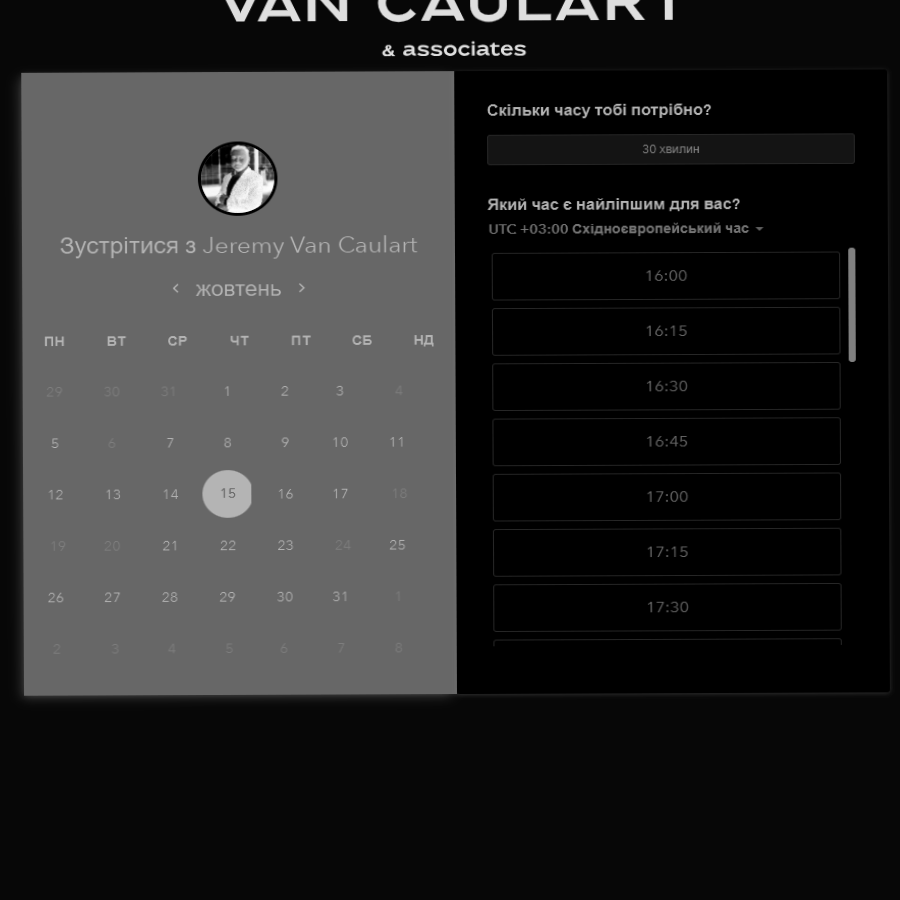 VAN CAULART
& associates
Зустрітися з Jeremy Van Caulart
жовтень
ПН ВТ СР ЧТ ПТ СБ НД
29 30 31 1 2 3 4
5 6 7 8 9 10 11
12 13 14 15 16 17 18
19 20 21 22 23 24 25
26 27 28 29 30 31 1
2 3 4 5 6 7 8
Скільки часу тобі потрібно?
30 хвилин
Який час є найліпшим для вас?
UTC +03:00 Східноєвропейський час
16:00
16:15
16:30
16:45
17:00
17:15
17:30